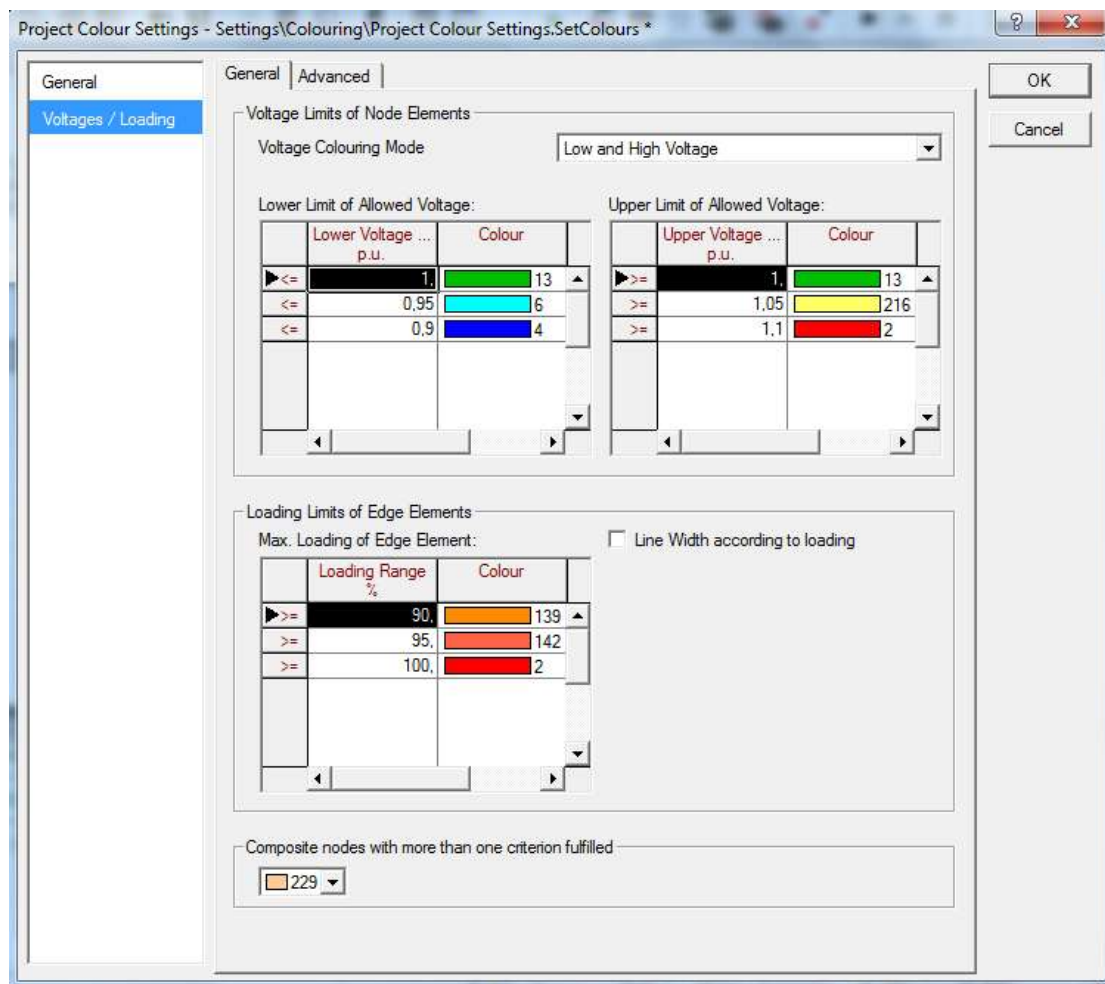 Project Colour Settings - Settings\Colouring\Project Colour Settings.SetColours *
General
Voltages / Loading
General
Advanced
OK
Cancel
Voltage Limits of Node Elements
Voltage Colouring Mode
Low and High Voltage
Lower Limit of Allowed Voltage:
Lower Voltage ...
p.u.
Colour
<= 1, 13
<= 0,95 6
<= 0,9 4
Upper Limit of Allowed Voltage:
Upper Voltage ...
p.u.
Colour
>= 1, 13
>= 1,05 216
>= 1,1 2
Loading Limits of Edge Elements
Max. Loading of Edge Element:
Line Width according to loading
Loading Range
%
Colour
>= 90, 139
>= 95, 142
>= 100, 2
Composite nodes with more than one criterion fulfilled
229